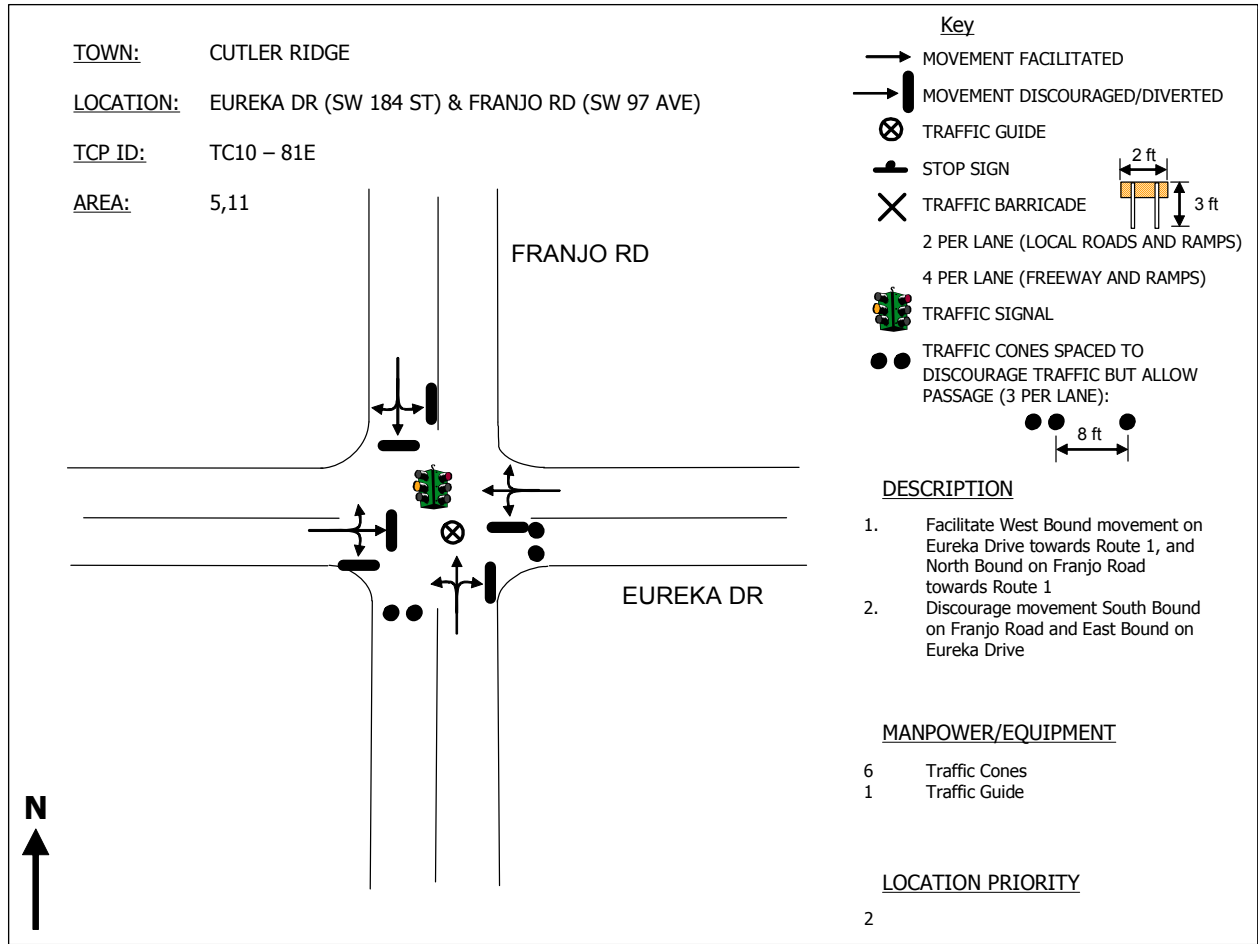 TOWN: CUTLER RIDGE
LOCATION: EUREKA DR (SW 184 ST) & FRANJO RD (SW 97 AVE)
TCP ID: TC10 – 81E
AREA: 5,11
FRANJO RD
EUREKA DR
N
Key
MOVEMENT FACILITATED
MOVEMENT DISCOURAGED/DIVERTED
TRAFFIC GUIDE
STOP SIGN
2 ft
TRAFFIC BARRICADE
3 ft
2 PER LANE (LOCAL ROADS AND RAMPS)
4 PER LANE (FREEWAY AND RAMPS)
TRAFFIC SIGNAL
TRAFFIC CONES SPACED TO
DISCOURAGE TRAFFIC BUT ALLOW
PASSAGE (3 PER LANE):
8 ft
DESCRIPTION
1. Facilitate West Bound movement on
Eureka Drive towards Route 1, and
North Bound on Franjo Road
towards Route 1
2. Discourage movement South Bound
on Franjo Road and East Bound on
Eureka Drive
MANPOWER/EQUIPMENT
6 Traffic Cones
1 Traffic Guide
LOCATION PRIORITY
2